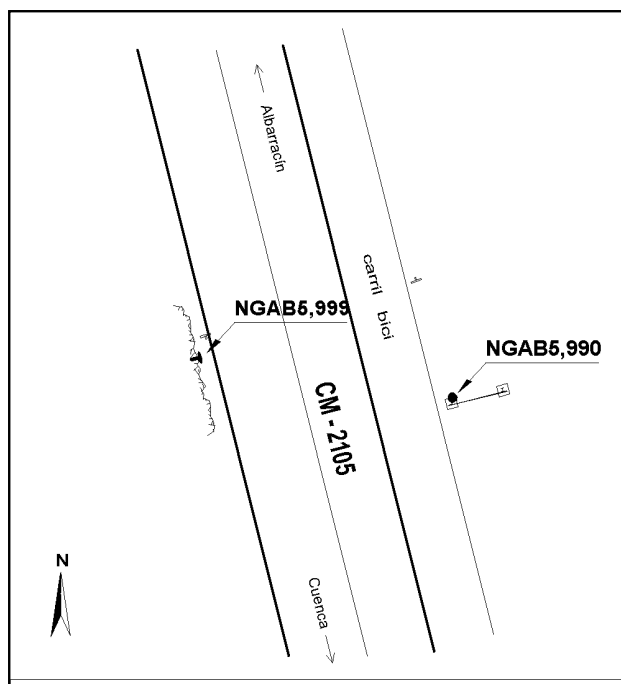 Albarracín
carril bici
NGAB5,999
NGAB5,990
CM - 2105
N
Cuenca